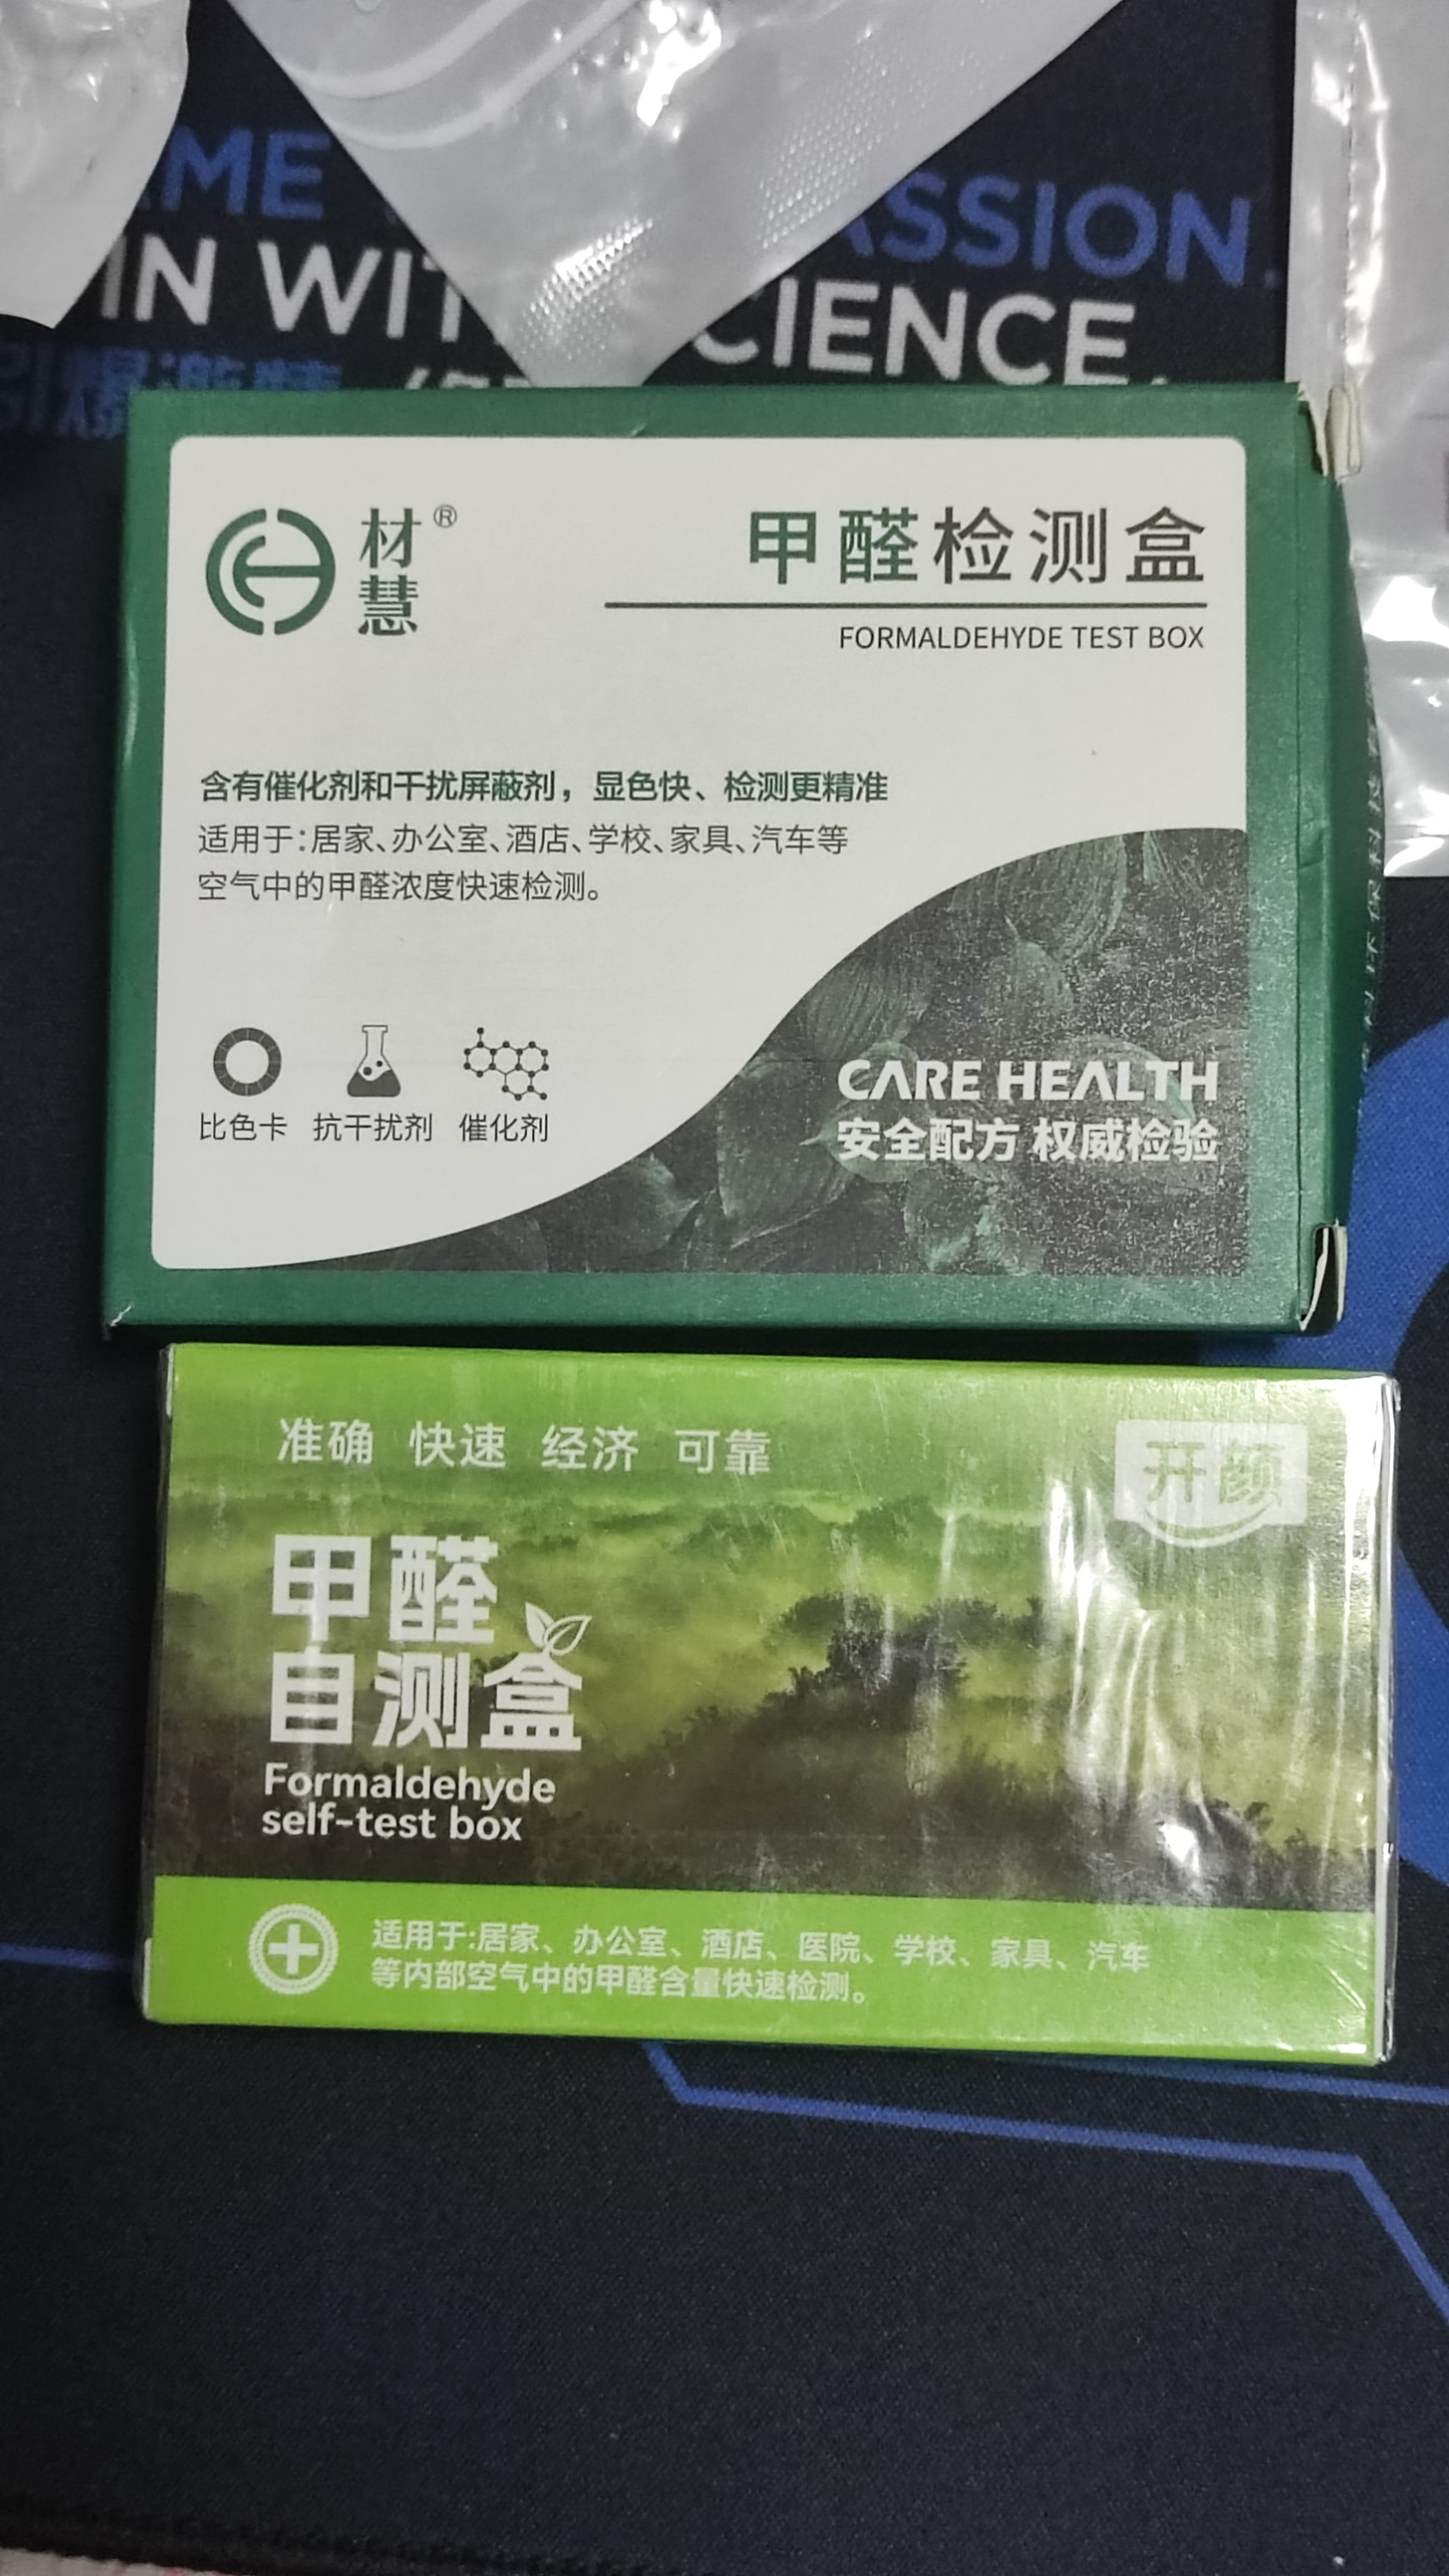 ME
ASSION.
IN WIT
CIENCE,
引爆激情
材慧®
甲醛检测盒
FORMALDEHYDE TEST BOX
含有催化剂和干扰屏蔽剂，显色快、检测更精准
适用于：居家、办公室、酒店、学校、家具、汽车等
空气中的甲醛浓度快速检测。
比色卡 抗干扰剂 催化剂
CARE HEALTH
安全配方 权威检验
准确 快速 经济 可靠
开颜
甲醛
自测盒
Formaldehyde
self-test box
适用于:居家、办公室、酒店、医院、学校、家具、汽车
等内部空气中的甲醛含量快速检测。